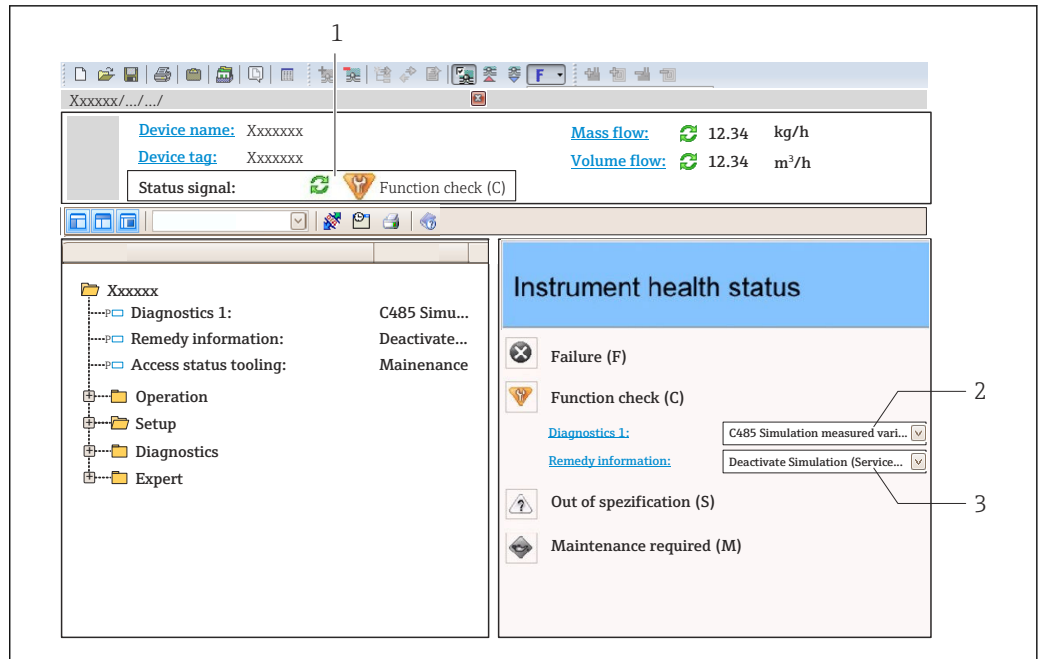 1
F
Xxxxxx/.../.../
Device name: Xxxxxxx Mass flow: 12.34 kg/h
Device tag: Xxxxxxx Volume flow: 12.34 m³/h
Status signal: Function check (C)
Xxxxxx
P Diagnostics 1: C485 Simu...
P Remedy information: Deactivate...
P Access status tooling: Mainenance
Operation
Setup
Diagnostics
Expert
Instrument health status
Failure (F)
Function check (C)
2
Diagnostics 1: C485 Simulation measured vari...
Remedy information: Deactivate Simulation (Service...
Out of spezification (S)
3
Maintenance required (M)